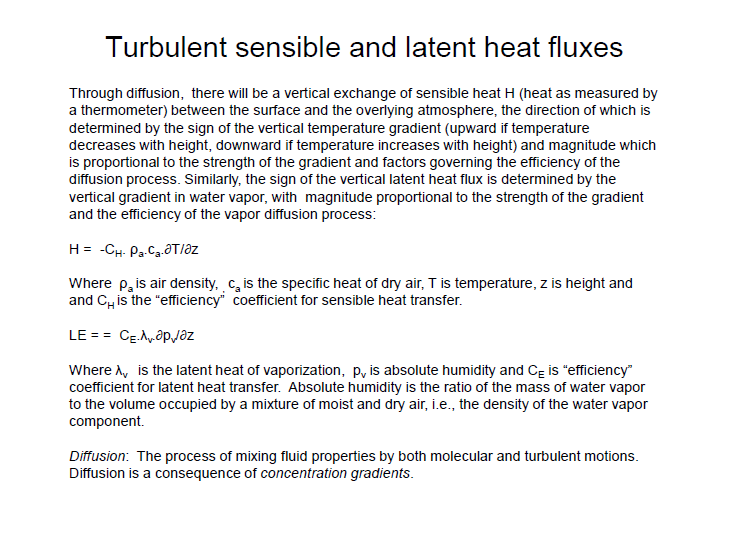 Turbulent sensible and latent heat fluxes
Through diffusion,  there will be a vertical exchange of sensible heat H (heat as measured by
a thermometer) between the surface and the overlying atmosphere, the direction of which is
determined by the sign of the vertical temperature gradient (upward if temperature
decreases with height, downward if temperature increases with height) and magnitude which
is proportional to the strength of the gradient and factors governing the efficiency of the
diffusion process. Similarly, the sign of the vertical latent heat flux is determined by the
vertical gradient in water vapor, with  magnitude proportional to the strength of the gradient
and the efficiency of the vapor diffusion process:
H =  -C_H. ρ_a.c_a.∂T/∂z
Where  ρ_a is air density,  c_a is the specific heat of dry air, T is temperature, z is height and
and C_H is the “efficiency”  coefficient for sensible heat transfer.
LE = =  C_E.λ_v.∂p_v/∂z
Where λ_v  is the latent heat of vaporization,  p_v is absolute humidity and C_E is “efficiency”
coefficient for latent heat transfer.  Absolute humidity is the ratio of the mass of water vapor
to the volume occupied by a mixture of moist and dry air, i.e., the density of the water vapor
component.
Diffusion:  The process of mixing fluid properties by both molecular and turbulent motions.
Diffusion is a consequence of concentration gradients.